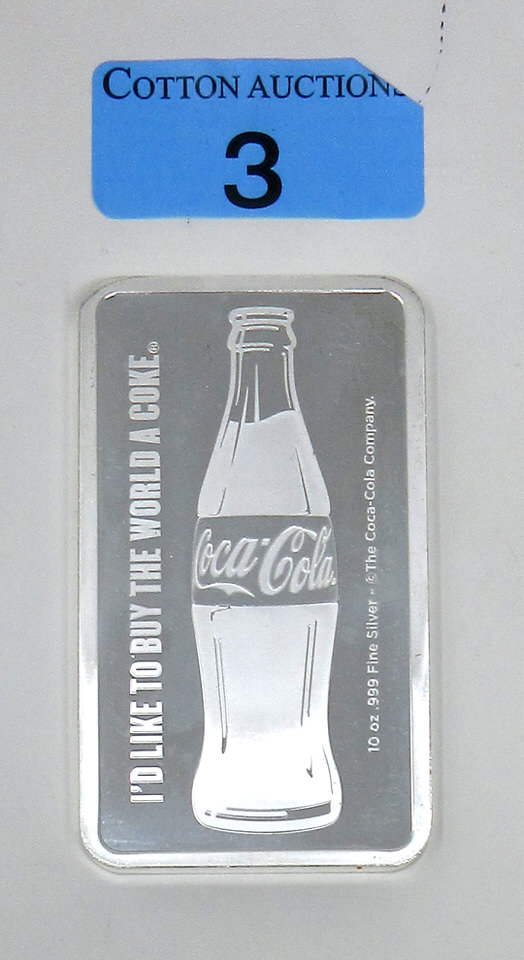 COTTON AUCTIONS
3
I'D LIKE TO BUY THE WORLD A COKE®
Coca-Cola
10 oz .999 Fine Silver - ©The Coca-Cola Company.